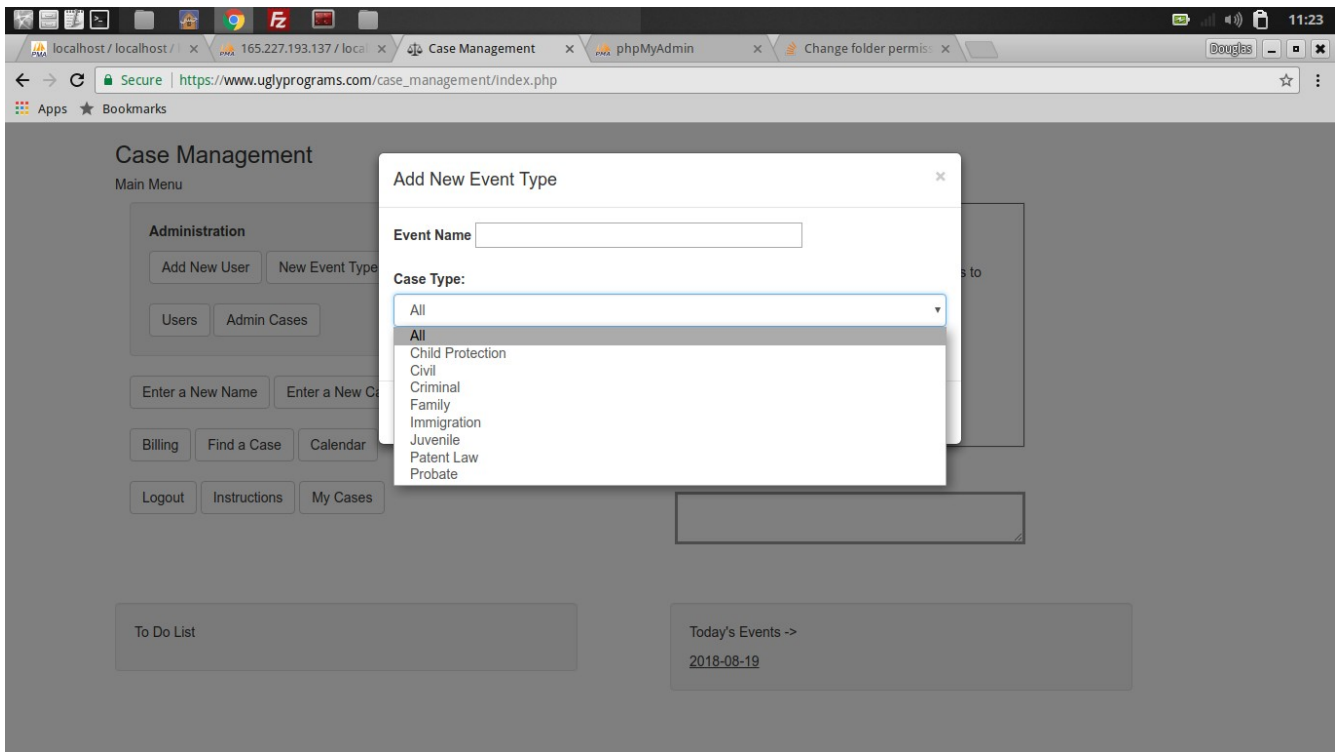 11:23
localhost / localhost /
165.227.193.137 / local
Case Management
phpMyAdmin
Change folder permiss
Douglas
Secure | https://www.uglyprograms.com/case_management/index.php
Apps
Bookmarks
Case Management
Main Menu
Administration
Add New User
New Event Type
Users
Admin Cases
Enter a New Name
Enter a New Ca
Billing
Find a Case
Calendar
Logout
Instructions
My Cases
Add New Event Type
×
Event Name
Case Type:
All
All
Child Protection
Civil
Criminal
Family
Immigration
Juvenile
Patent Law
Probate
s to
To Do List
Today's Events ->
2018-08-19